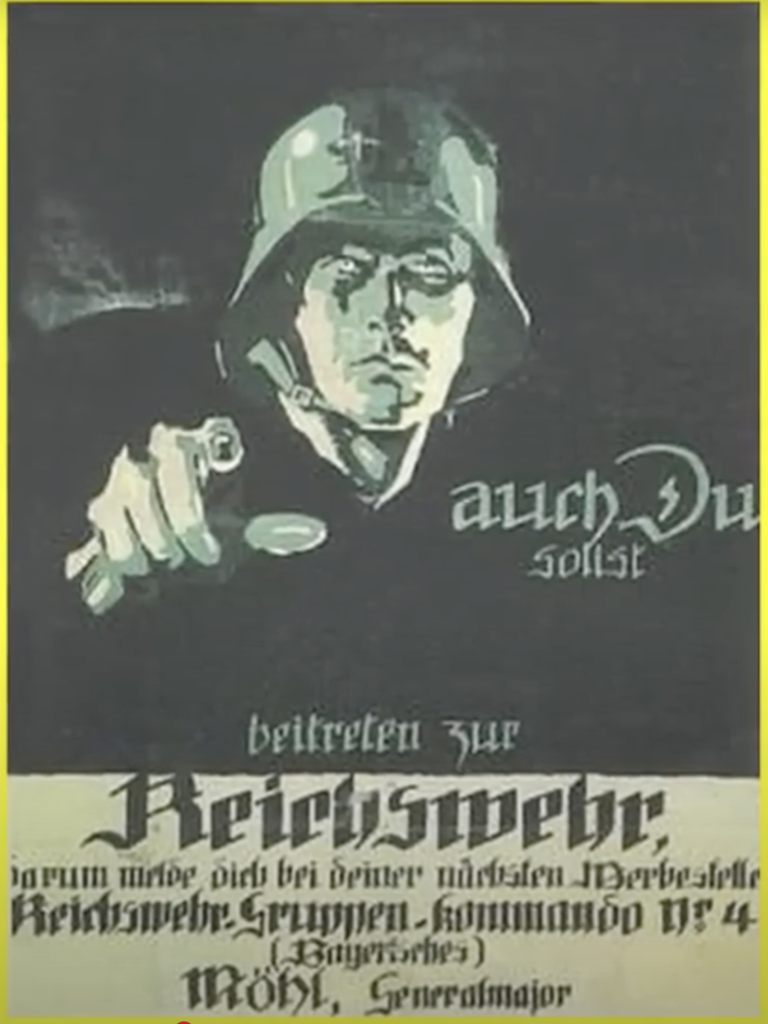 auch Du
sollst
beitreten zur
Reichswehr,
darum melde dich bei deiner nächsten Werbestelle
Reichswehr-Gruppen-Kommando Nr 4
(Bayerisches)
Möhl, Generalmajor